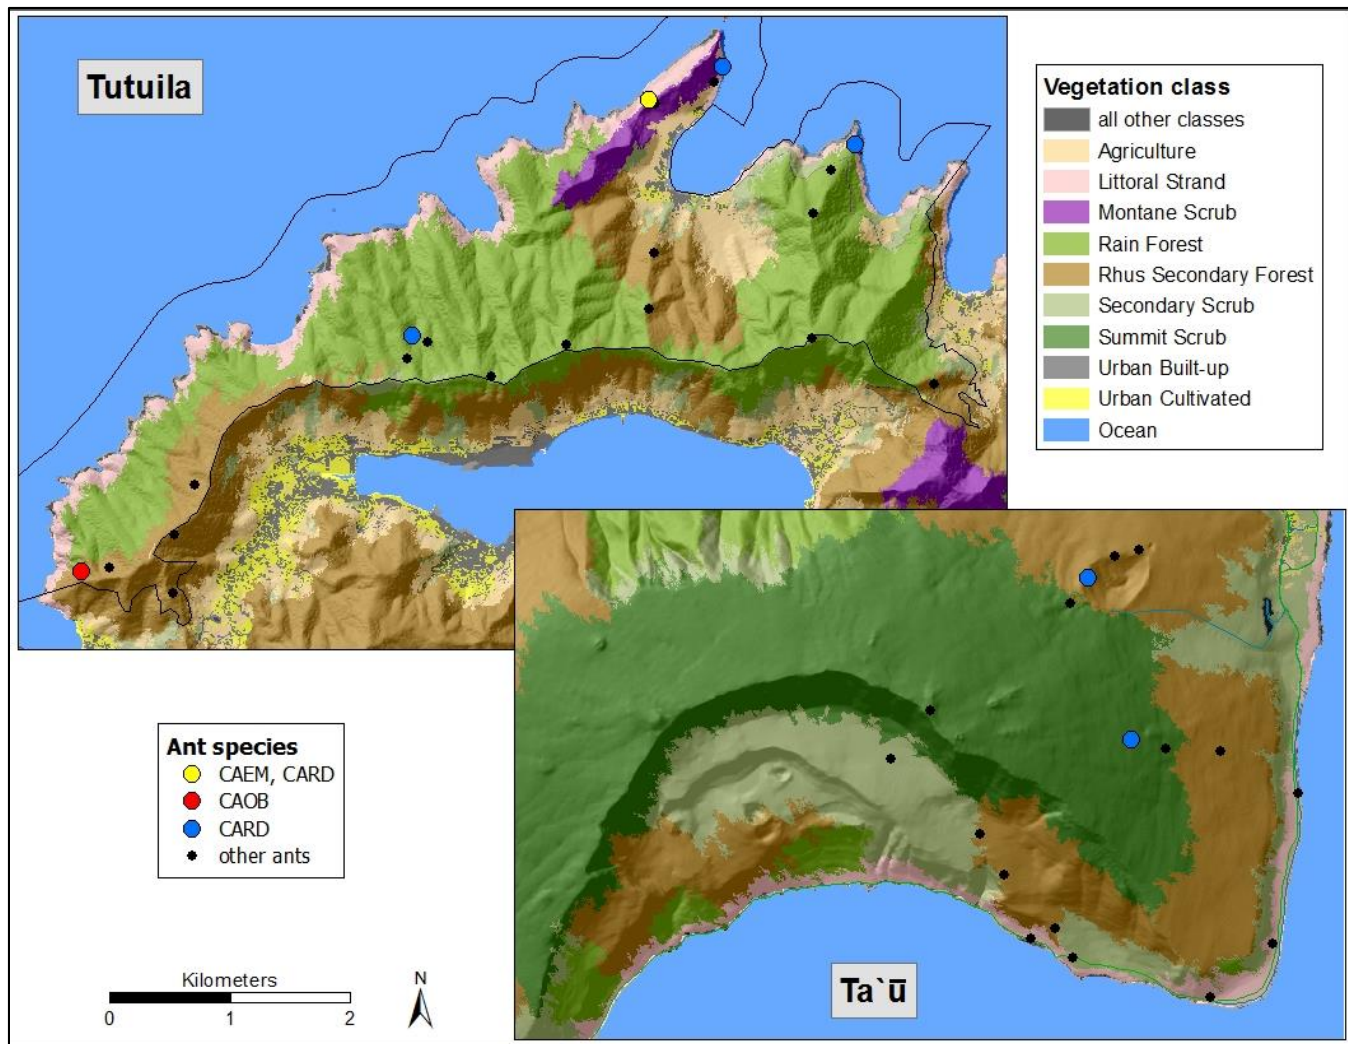 Tutuila
Vegetation class
all other classes
Agriculture
Littoral Strand
Montane Scrub
Rain Forest
Rhus Secondary Forest
Secondary Scrub
Summit Scrub
Urban Built-up
Urban Cultivated
Ocean
Ant species
CAEM, CARD
CAOB
CARD
other ants
Kilometers
0 1 2
N
Ta`ū